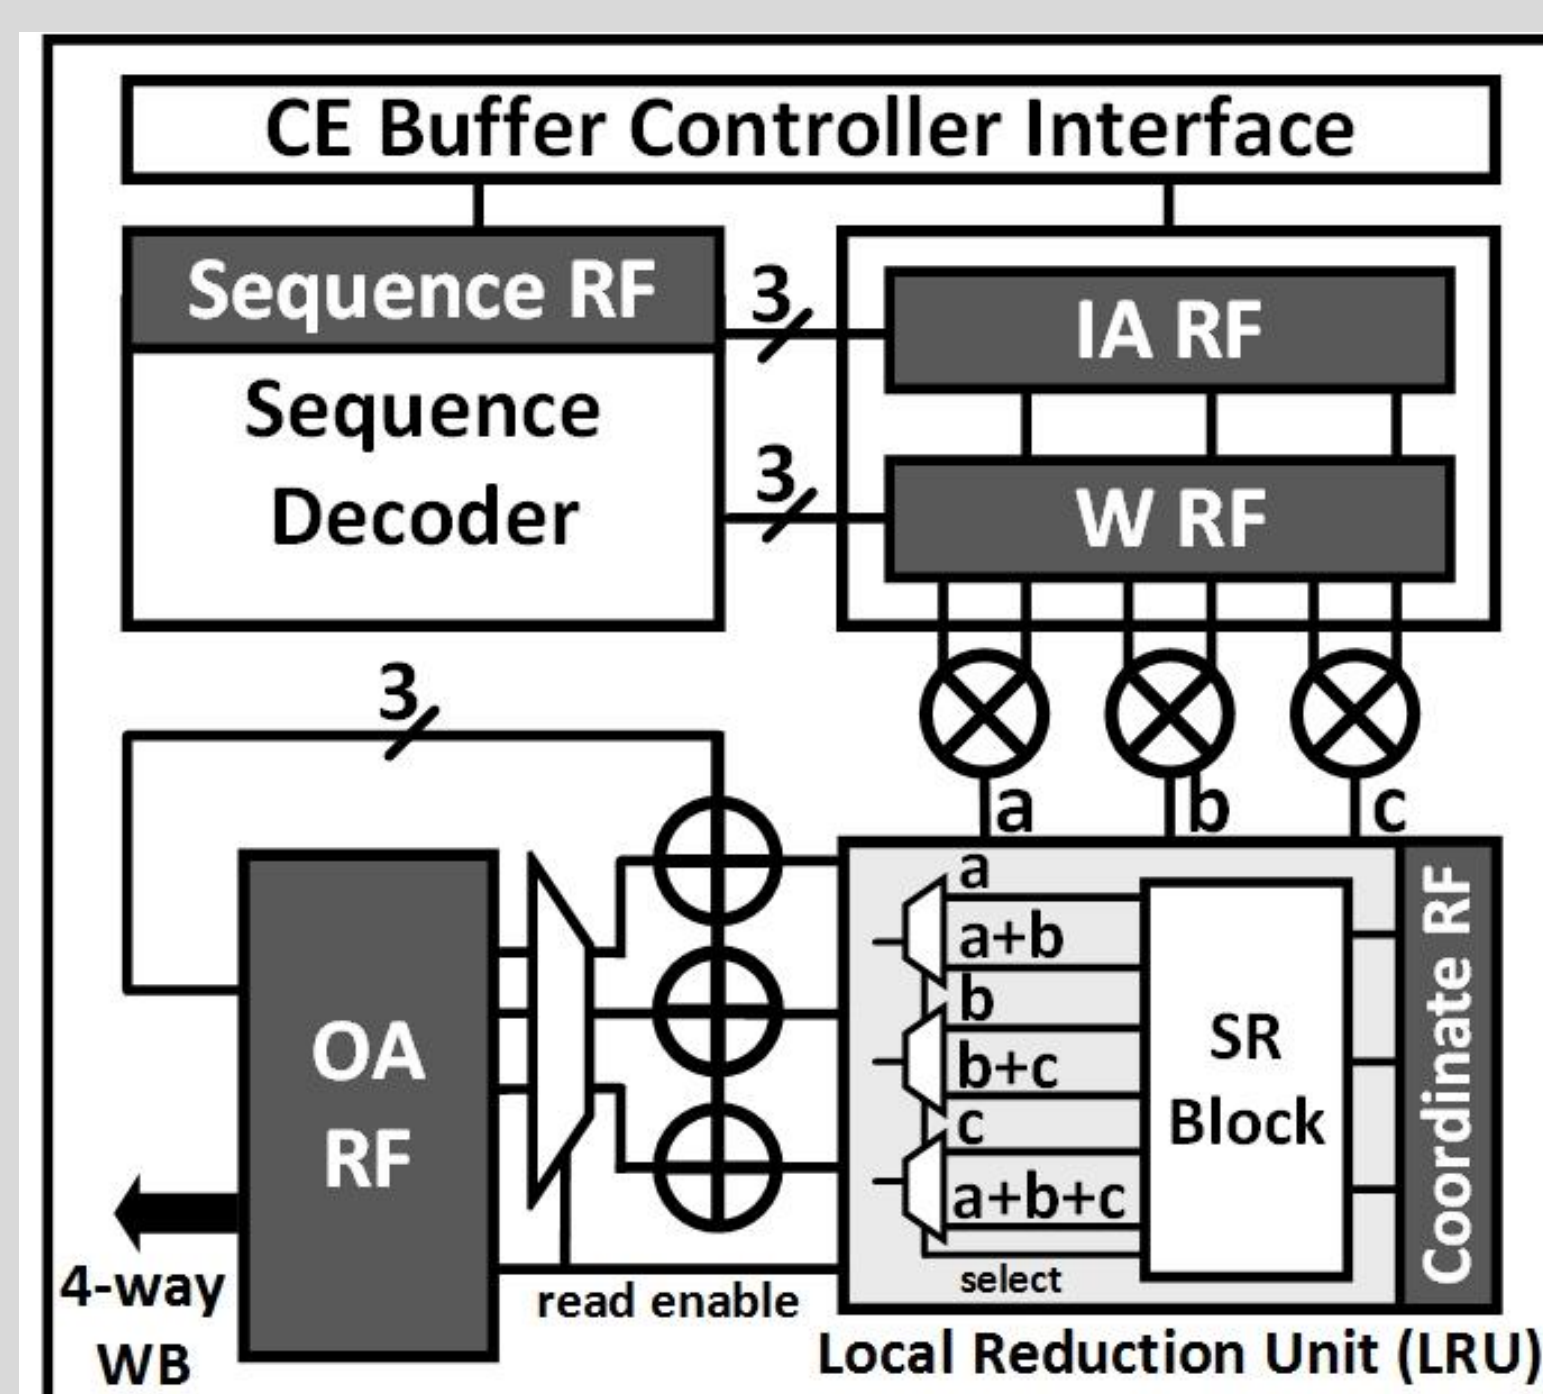 CE Buffer Controller Interface
Sequence RF
Sequence
Decoder
3
3
IA RF
W RF
3
a
b
c
OA
RF
4-way
WB
read enable
a
a+b
b
b+c
c
a+b+c
select
SR
Block
Coordinate RF
Local Reduction Unit (LRU)